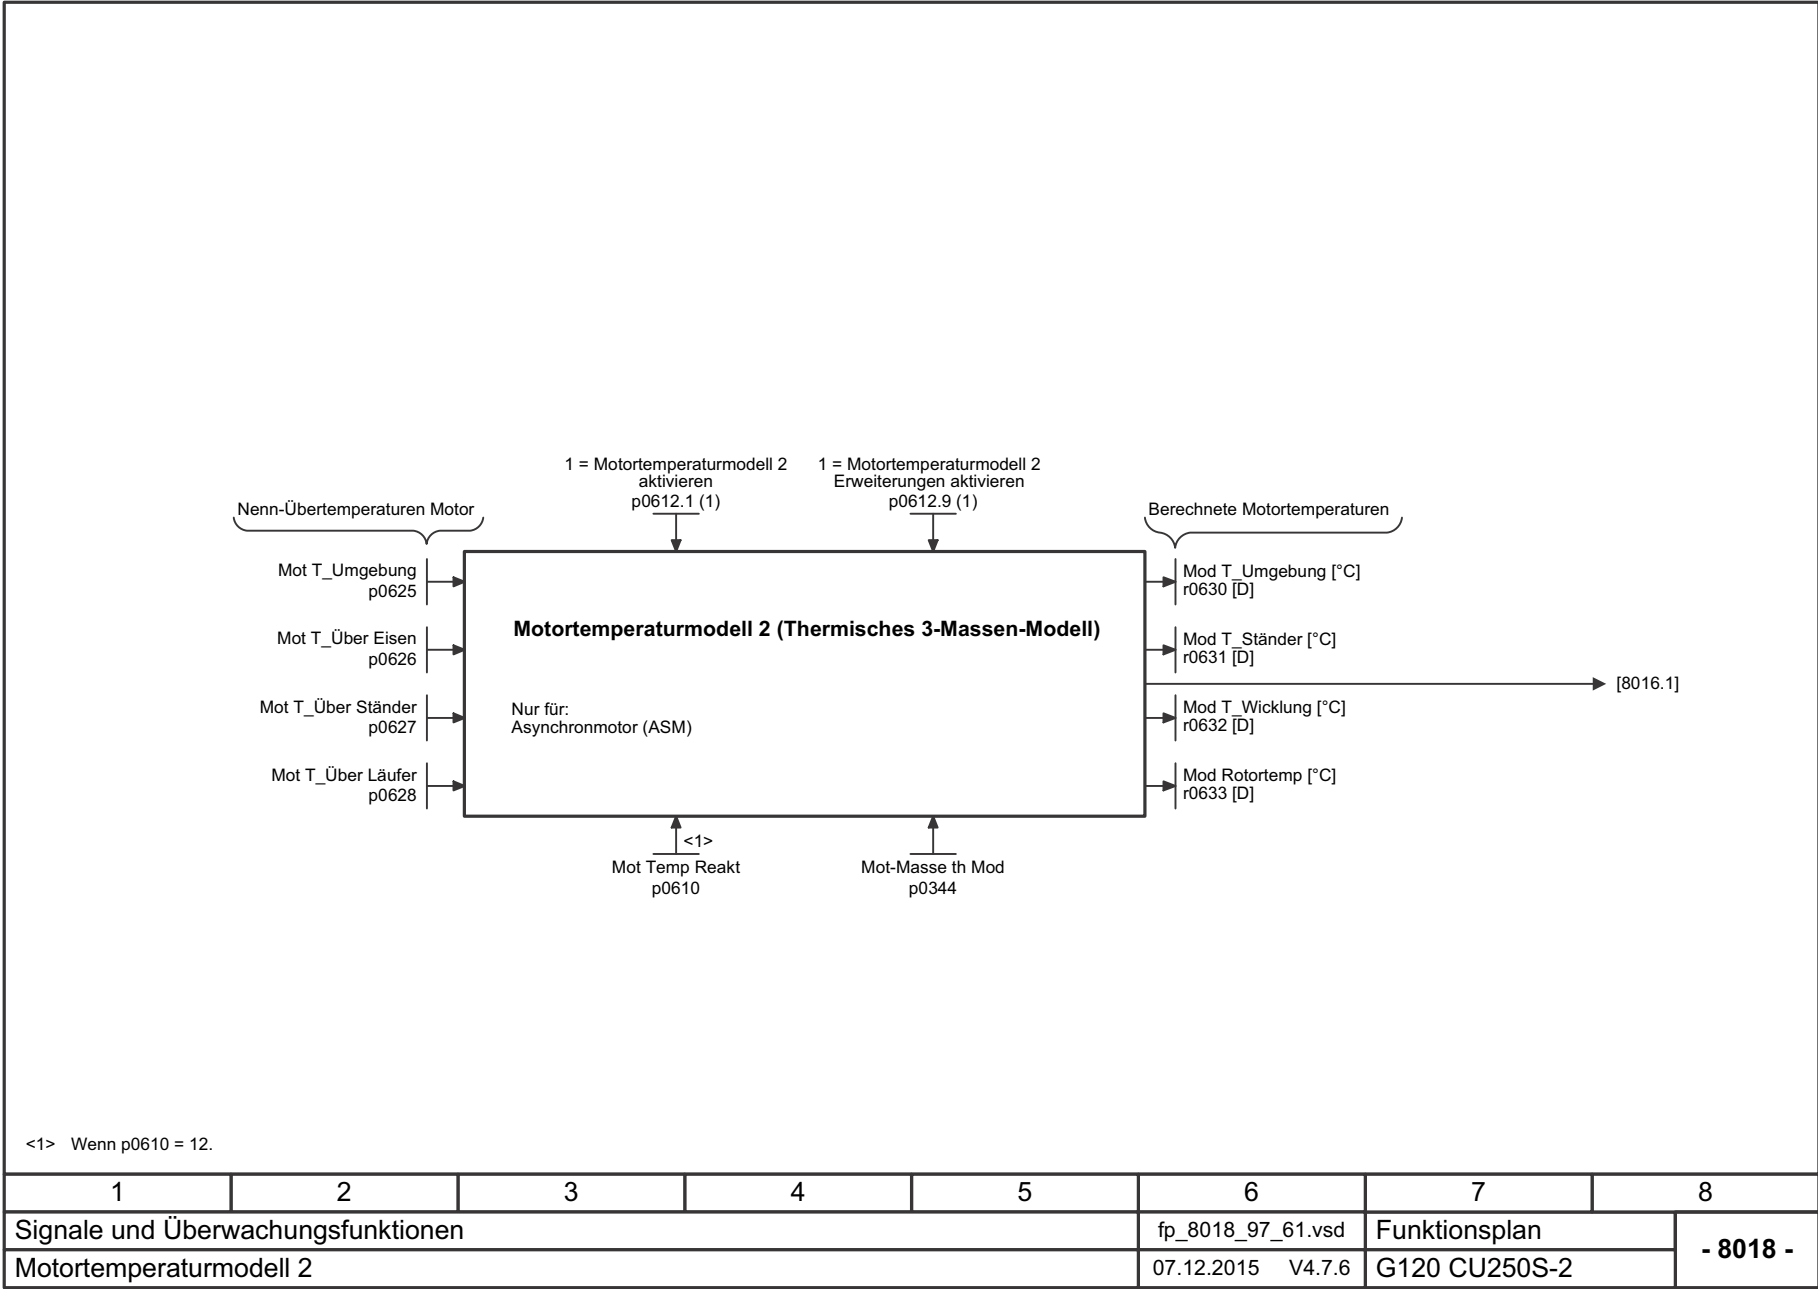 1 = Motortemperaturmodell 2
aktivieren
p0612.1 (1)
1 = Motortemperaturmodell 2
Erweiterungen aktivieren
p0612.9 (1)
Nenn-Übertemperaturen Motor
Berechnete Motortemperaturen
Mot T_Umgebung
p0625
Mot T_Über Eisen
p0626
Mot T_Über Ständer
p0627
Mot T_Über Läufer
p0628
Motortemperaturmodell 2 (Thermisches 3-Massen-Modell)
Nur für:
Asynchronmotor (ASM)
Mod T_Umgebung [°C]
r0630 [D]
Mod T_Ständer [°C]
r0631 [D]
[8016.1]
Mod T_Wicklung [°C]
r0632 [D]
Mod Rotortemp [°C]
r0633 [D]
<1>
Mot Temp Reakt
p0610
Mot-Masse th Mod
p0344
<1> Wenn p0610 = 12.
1 2 3 4 5 6 7 8
Signale und Überwachungsfunktionen
fp_8018_97_61.vsd
Funktionsplan
- 8018 -
Motortemperaturmodell 2
07.12.2015 V4.7.6
G120 CU250S-2